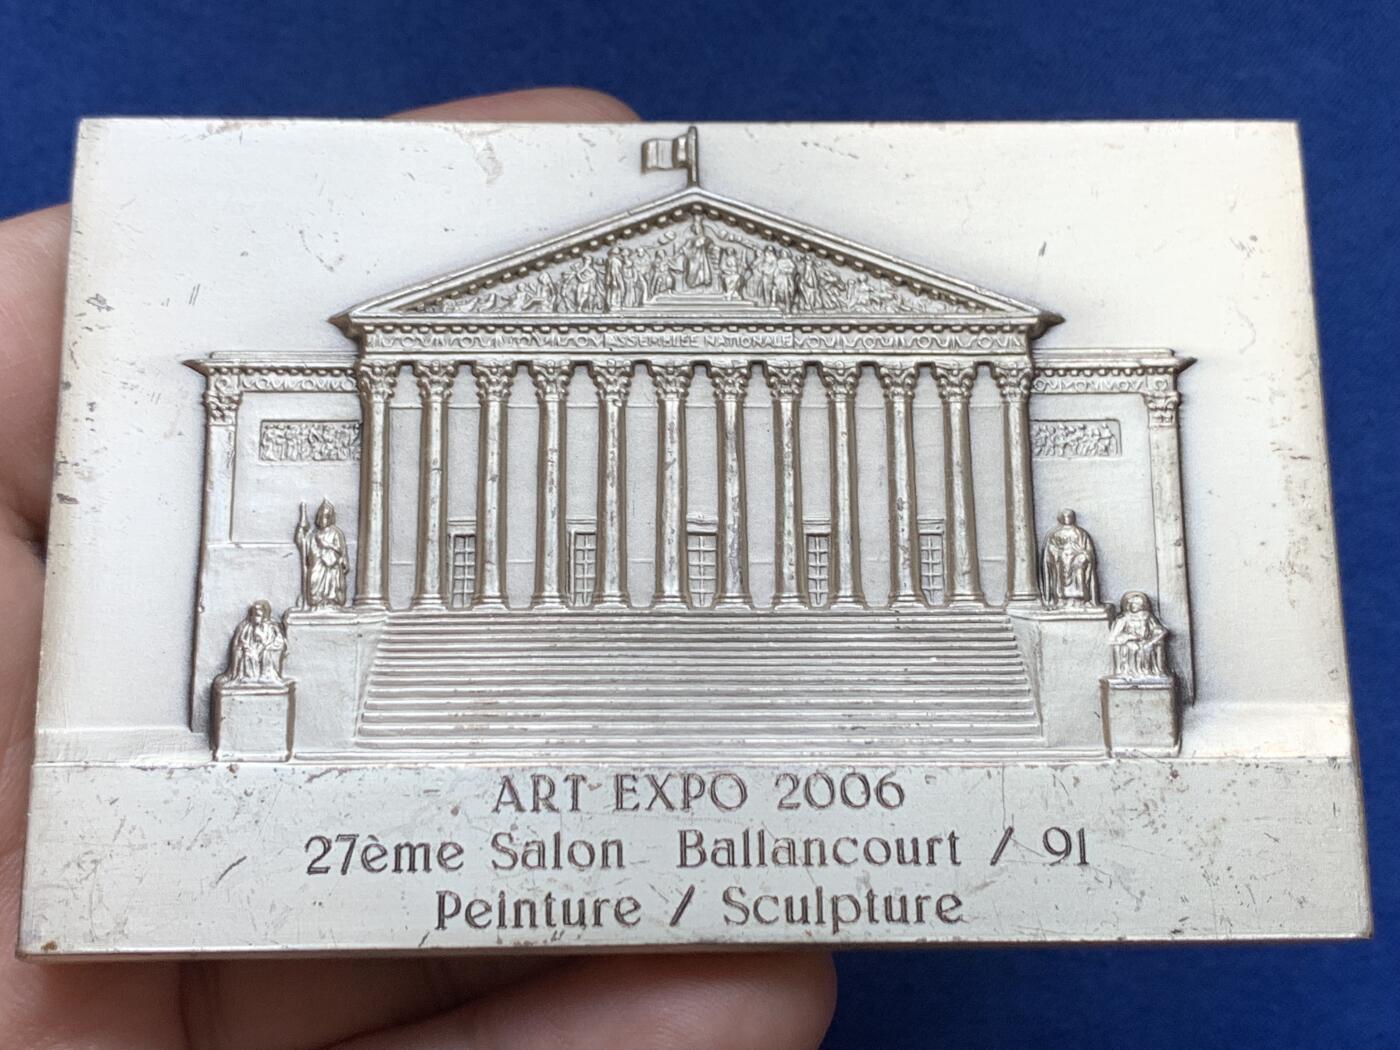 ASSEMBLEE NATIONALE
ART EXPO 2006
27ème Salon Ballancourt / 91
Peinture / Sculpture